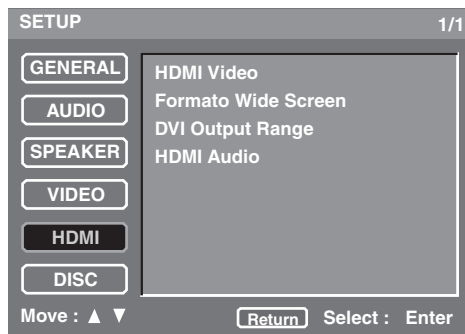 SETUP 1/1
GENERAL
AUDIO
SPEAKER
VIDEO
HDMI
DISC
HDMI Video
Formato Wide Screen
DVI Output Range
HDMI Audio
Move : ▲ ▼ Return Select : Enter